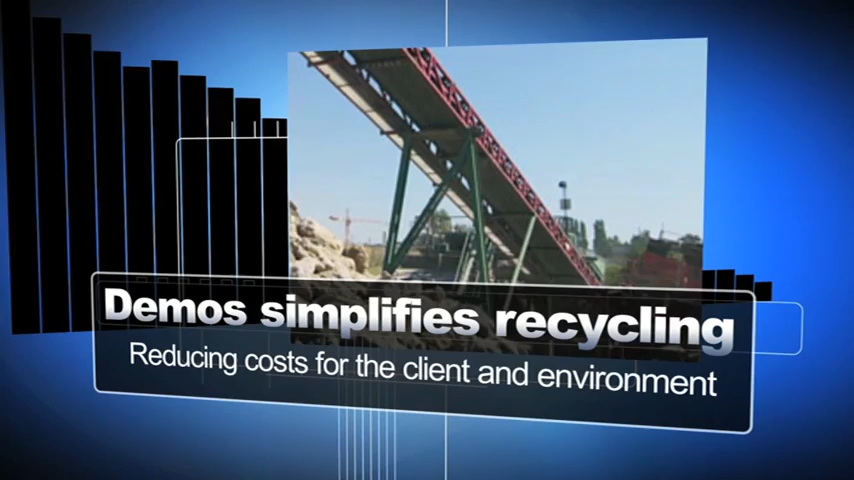 Demos simplifies recycling
Reducing costs for the client and environment